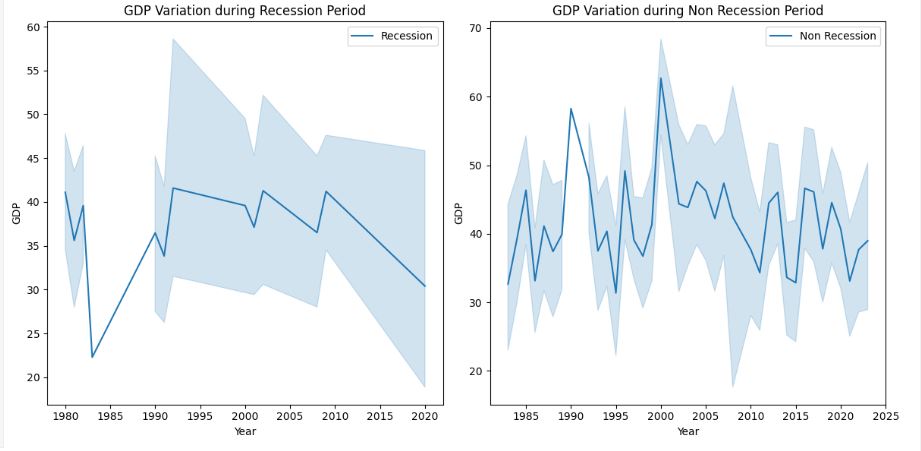 GDP Variation during Recession Period
Recession
GDP
60
55
50
45
40
35
30
25
20
1980 1985 1990 1995 2000 2005 2010 2015 2020
Year
GDP Variation during Non Recession Period
Non Recession
GDP
70
60
50
40
30
20
1985 1990 1995 2000 2005 2010 2015 2020 2025
Year